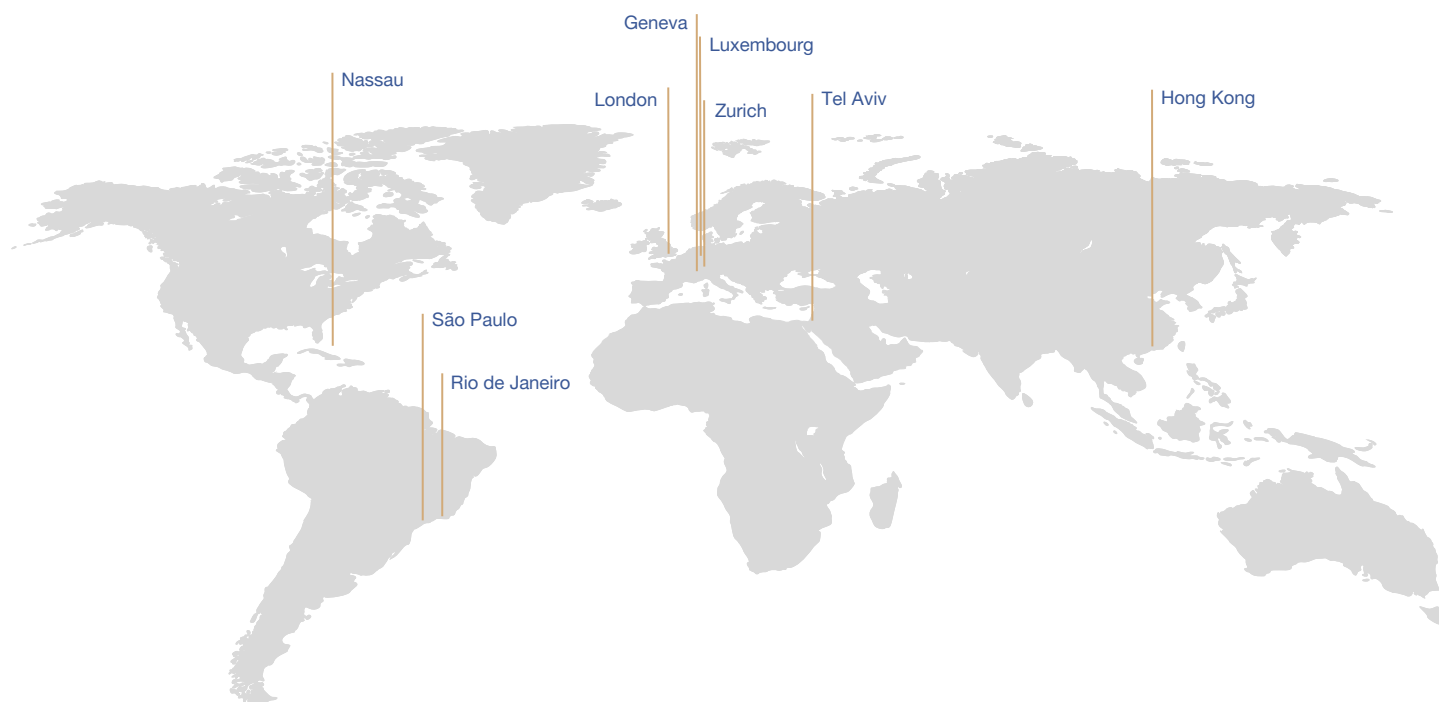 Geneva
Luxembourg
Nassau
London
Zurich
Tel Aviv
Hong Kong
São Paulo
Rio de Janeiro